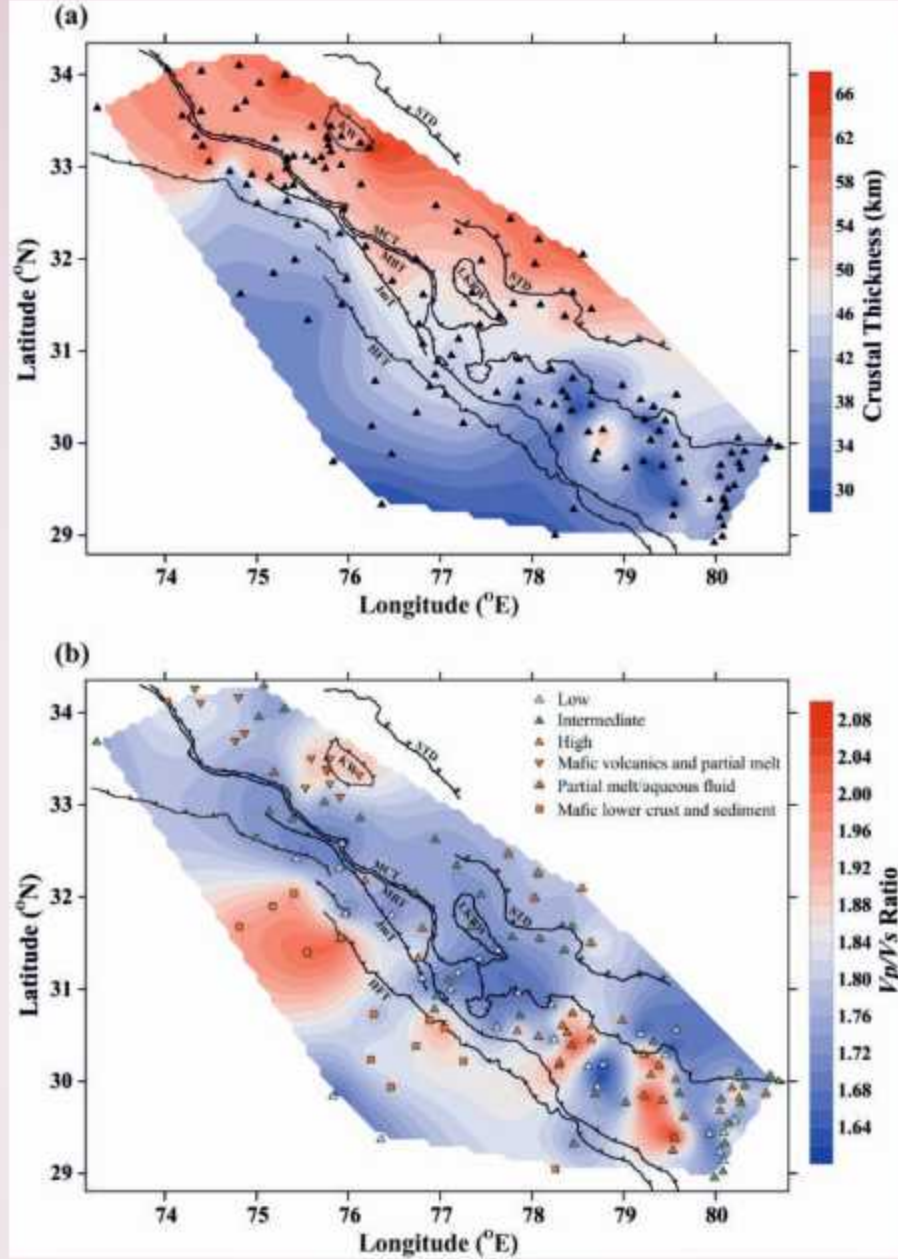 (a)
34
33
32
31
30
29
Latitude (°N)
74 75 76 77 78 79 80
Longitude (°E)
STD
KW
MCT
MBT
JMT
LKRW
STD
HFT
66
62
58
54
50
46
42
38
34
30
Crustal Thickness (km)
(b)
34
33
32
31
30
29
Latitude (°N)
74 75 76 77 78 79 80
Longitude (°E)
Low
Intermediate
High
Mafic volcanics and partial melt
Partial melt/aqueous fluid
Mafic lower crust and sediment
STD
KW
MCT
MBT
STD
HFT
2.08
2.04
2.00
1.96
1.92
1.88
1.84
1.80
1.76
1.72
1.68
1.64
Vp/Vs Ratio